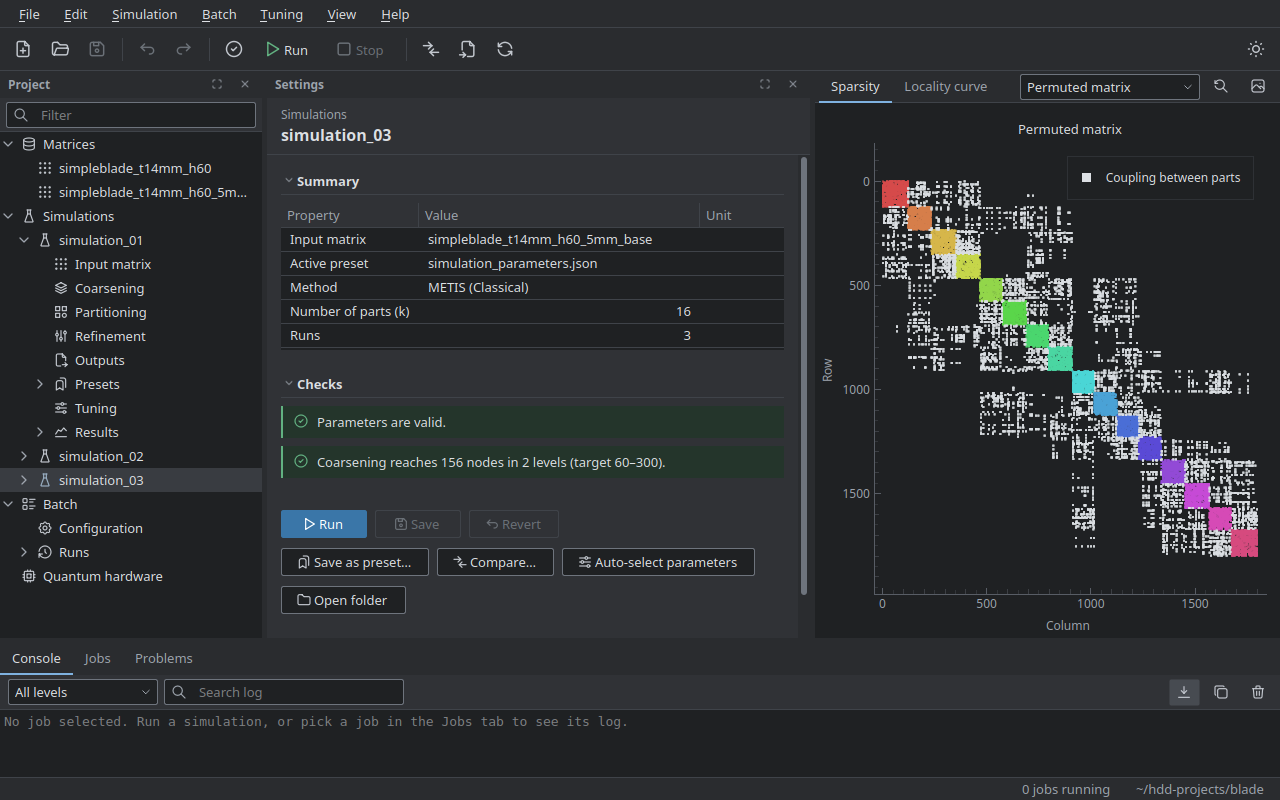 File Edit Simulation Batch Tuning View Help
Run Stop
Project
Filter
Matrices
simpleblade_t14mm_h60
simpleblade_t14mm_h60_5m...
Simulations
simulation_01
Input matrix
Coarsening
Partitioning
Refinement
Outputs
Presets
Tuning
Results
simulation_02
simulation_03
Batch
Configuration
Runs
Quantum hardware
Settings
Simulations
simulation_03
Summary
Property Value Unit
Input matrix simpleblade_t14mm_h60_5mm_base
Active preset simulation_parameters.json
Method METIS (Classical)
Number of parts (k) 16
Runs 3
Checks
Parameters are valid.
Coarsening reaches 156 nodes in 2 levels (target 60–300).
Run Save Revert
Save as preset... Compare... Auto-select parameters
Open folder
Sparsity Locality curve Permuted matrix
Permuted matrix
Coupling between parts
0
500
1000
1500
Row
0 500 1000 1500
Column
Console Jobs Problems
All levels Search log
No job selected. Run a simulation, or pick a job in the Jobs tab to see its log.
0 jobs running ~/hdd-projects/blade